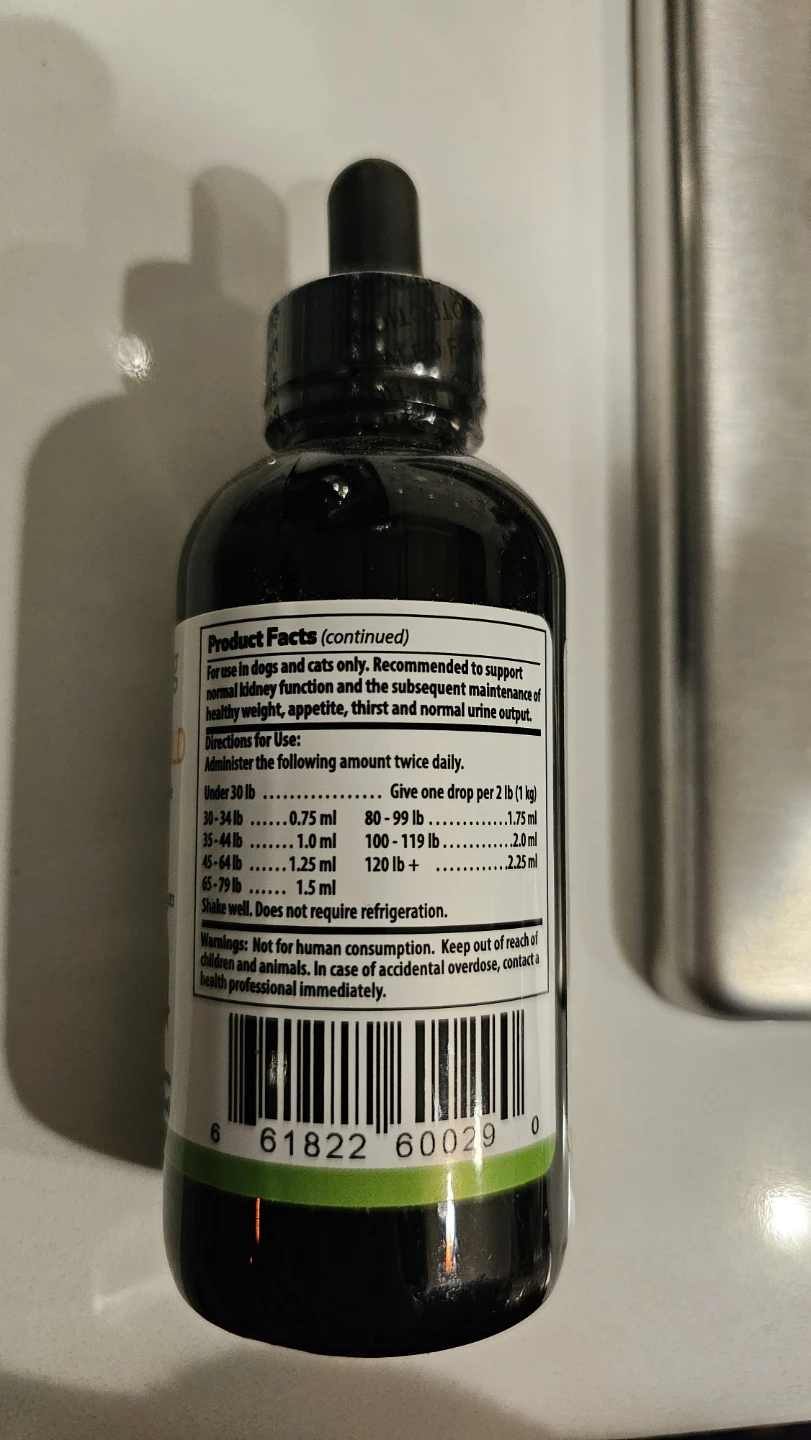 Product Facts (continued)
For use in dogs and cats only. Recommended to support
normal kidney function and the subsequent maintenance of
healthy weight, appetite, thirst and normal urine output.
Directions for Use:
Administer the following amount twice daily.
Under 30 lb ................ Give one drop per 2 lb (1 kg)
30-34 lb ......0.75 ml 80 - 99 lb .............1.75 ml
35-44 lb .......1.0 ml 100 - 119 lb............2.0 ml
45-64 lb ......1.25 ml 120 lb + ............2.25 ml
65-79 lb ...... 1.5 ml
Shake well. Does not require refrigeration.
Warnings: Not for human consumption. Keep out of reach of
children and animals. In case of accidental overdose, contact a
health professional immediately.
6 61822 60029 0